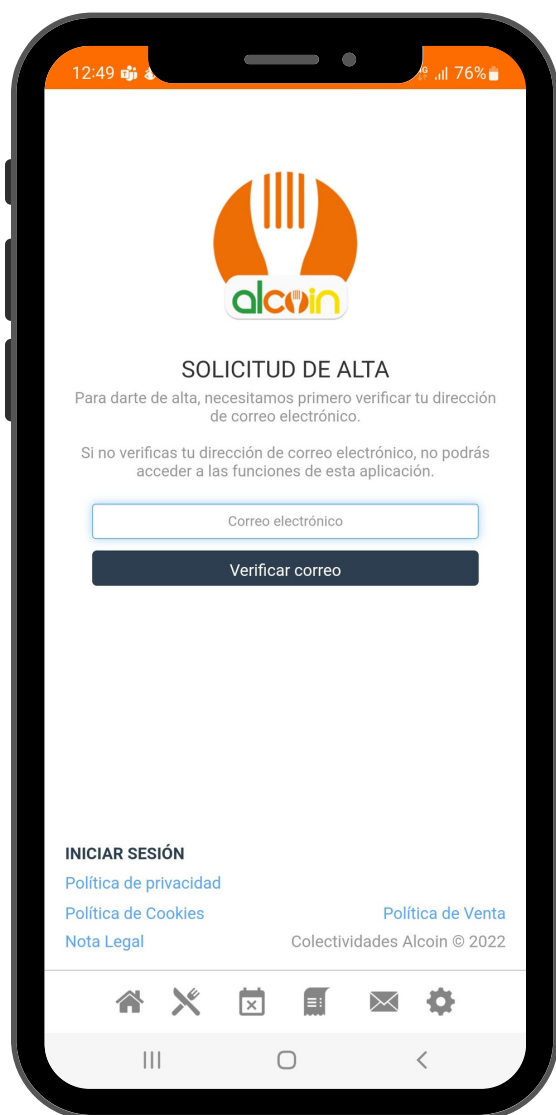 12:49
76%
alcoin
SOLICITUD DE ALTA
Para darte de alta, necesitamos primero verificar tu dirección
de correo electrónico.
Si no verificas tu dirección de correo electrónico, no podrás
acceder a las funciones de esta aplicación.
Correo electrónico
Verificar correo
INICIAR SESIÓN
Política de privacidad
Política de Cookies
Política de Venta
Nota Legal
Colectividades Alcoin © 2022